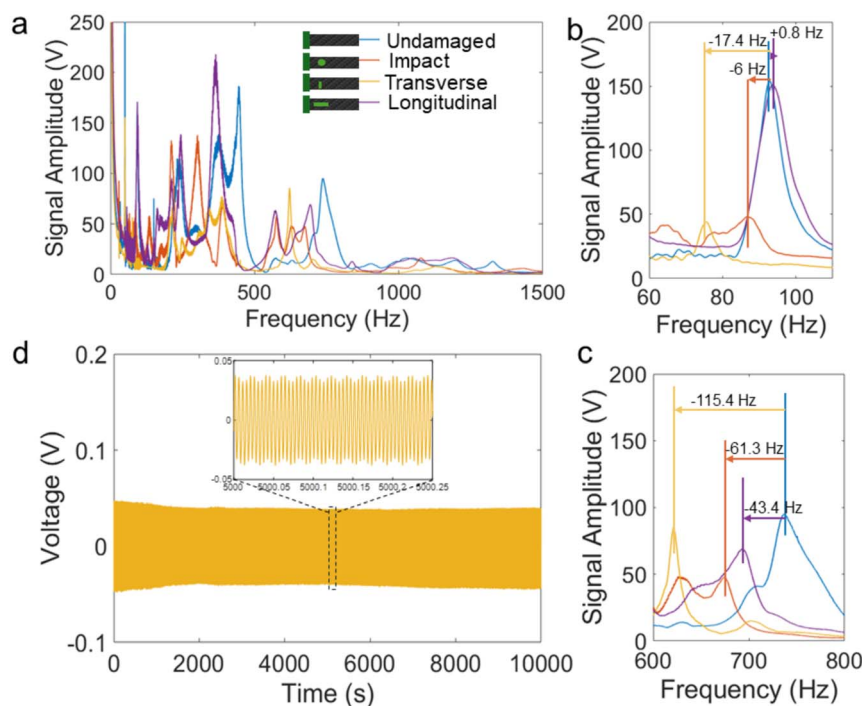 a
250
200
150
100
50
0
Signal Amplitude (V)
Undamaged
Impact
Transverse
Longitudinal
0 500 1000 1500
Frequency (Hz)
b
200
150
100
50
0
Signal Amplitude (V)
-17.4 Hz
+0.8 Hz
-6 Hz
60 80 100
Frequency (Hz)
d
0.2
0.1
0
-0.1
Voltage (V)
0.05
0
-0.05
5000 5000.05 5000.1 5000.15 5000.2 5000.25
0 2000 4000 6000 8000 10000
Time (s)
c
200
150
100
50
0
Signal Amplitude (V)
-115.4 Hz
-61.3 Hz
-43.4 Hz
600 700 800
Frequency (Hz)